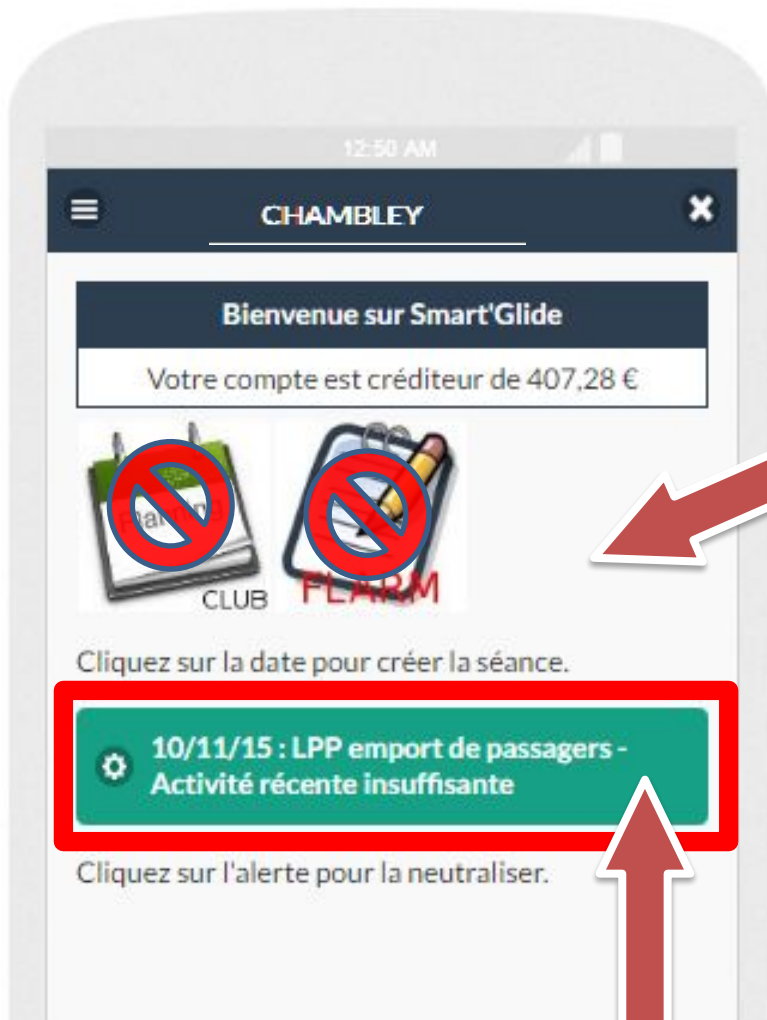 12:50 AM
CHAMBLEY
Bienvenue sur Smart'Glide
Votre compte est créditeur de 407,28 €
Planning
CLUB
FLARM
Cliquez sur la date pour créer la séance.
10/11/15 : LPP emport de passagers -
Activité récente insuffisante
Cliquez sur l'alerte pour la neutraliser.